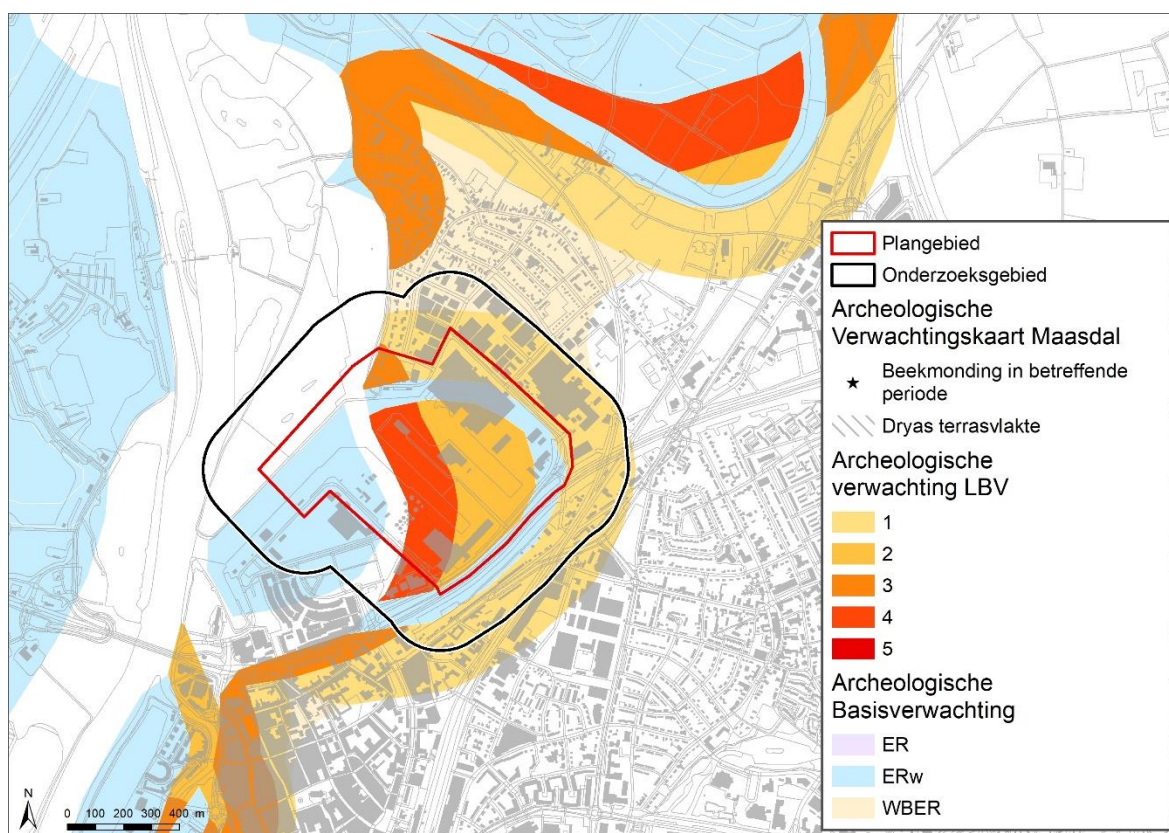 Plangebied
Onderzoeksgebied
Archeologische
Verwachtingskaart Maasdal
Beekmonding in betreffende
periode
Dryas terrasvlakte
Archeologische
verwachting LBV
1
2
3
4
5
Archeologische
Basisverwachting
ER
ERw
WBER
N
0 100 200 300 400 m